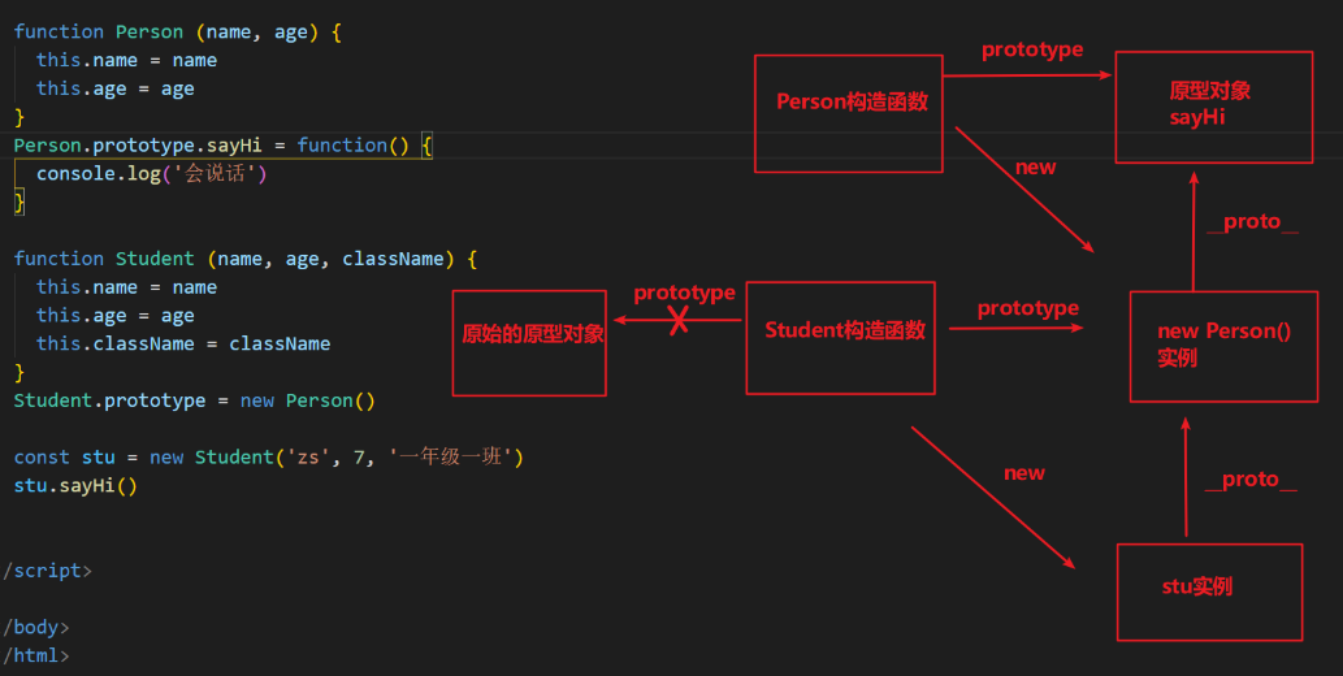 function Person (name, age) {
this.name = name
this.age = age
}
Person.prototype.sayHi = function() {
console.log('会说话')
}
function Student (name, age, className) {
this.name = name
this.age = age
this.className = className
}
Student.prototype = new Person()
const stu = new Student('zs', 7, '一年级一班')
stu.sayHi()
/script>
/body>
/html>
Person构造函数
prototype
原型对象
sayHi
new
__proto__
原始的原型对象
prototype
Student构造函数
prototype
new Person()
实例
new
__proto__
stu实例